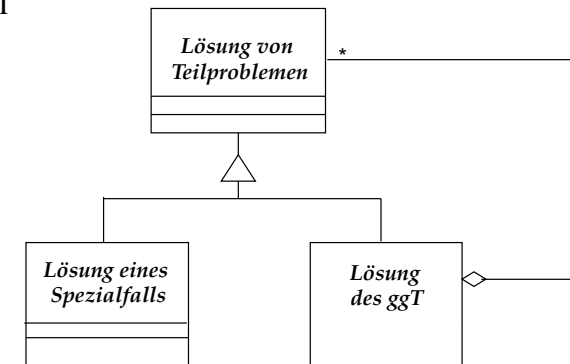 Lösung von
Teilproblemen
*
Lösung eines
Spezialfalls
Lösung
des ggT